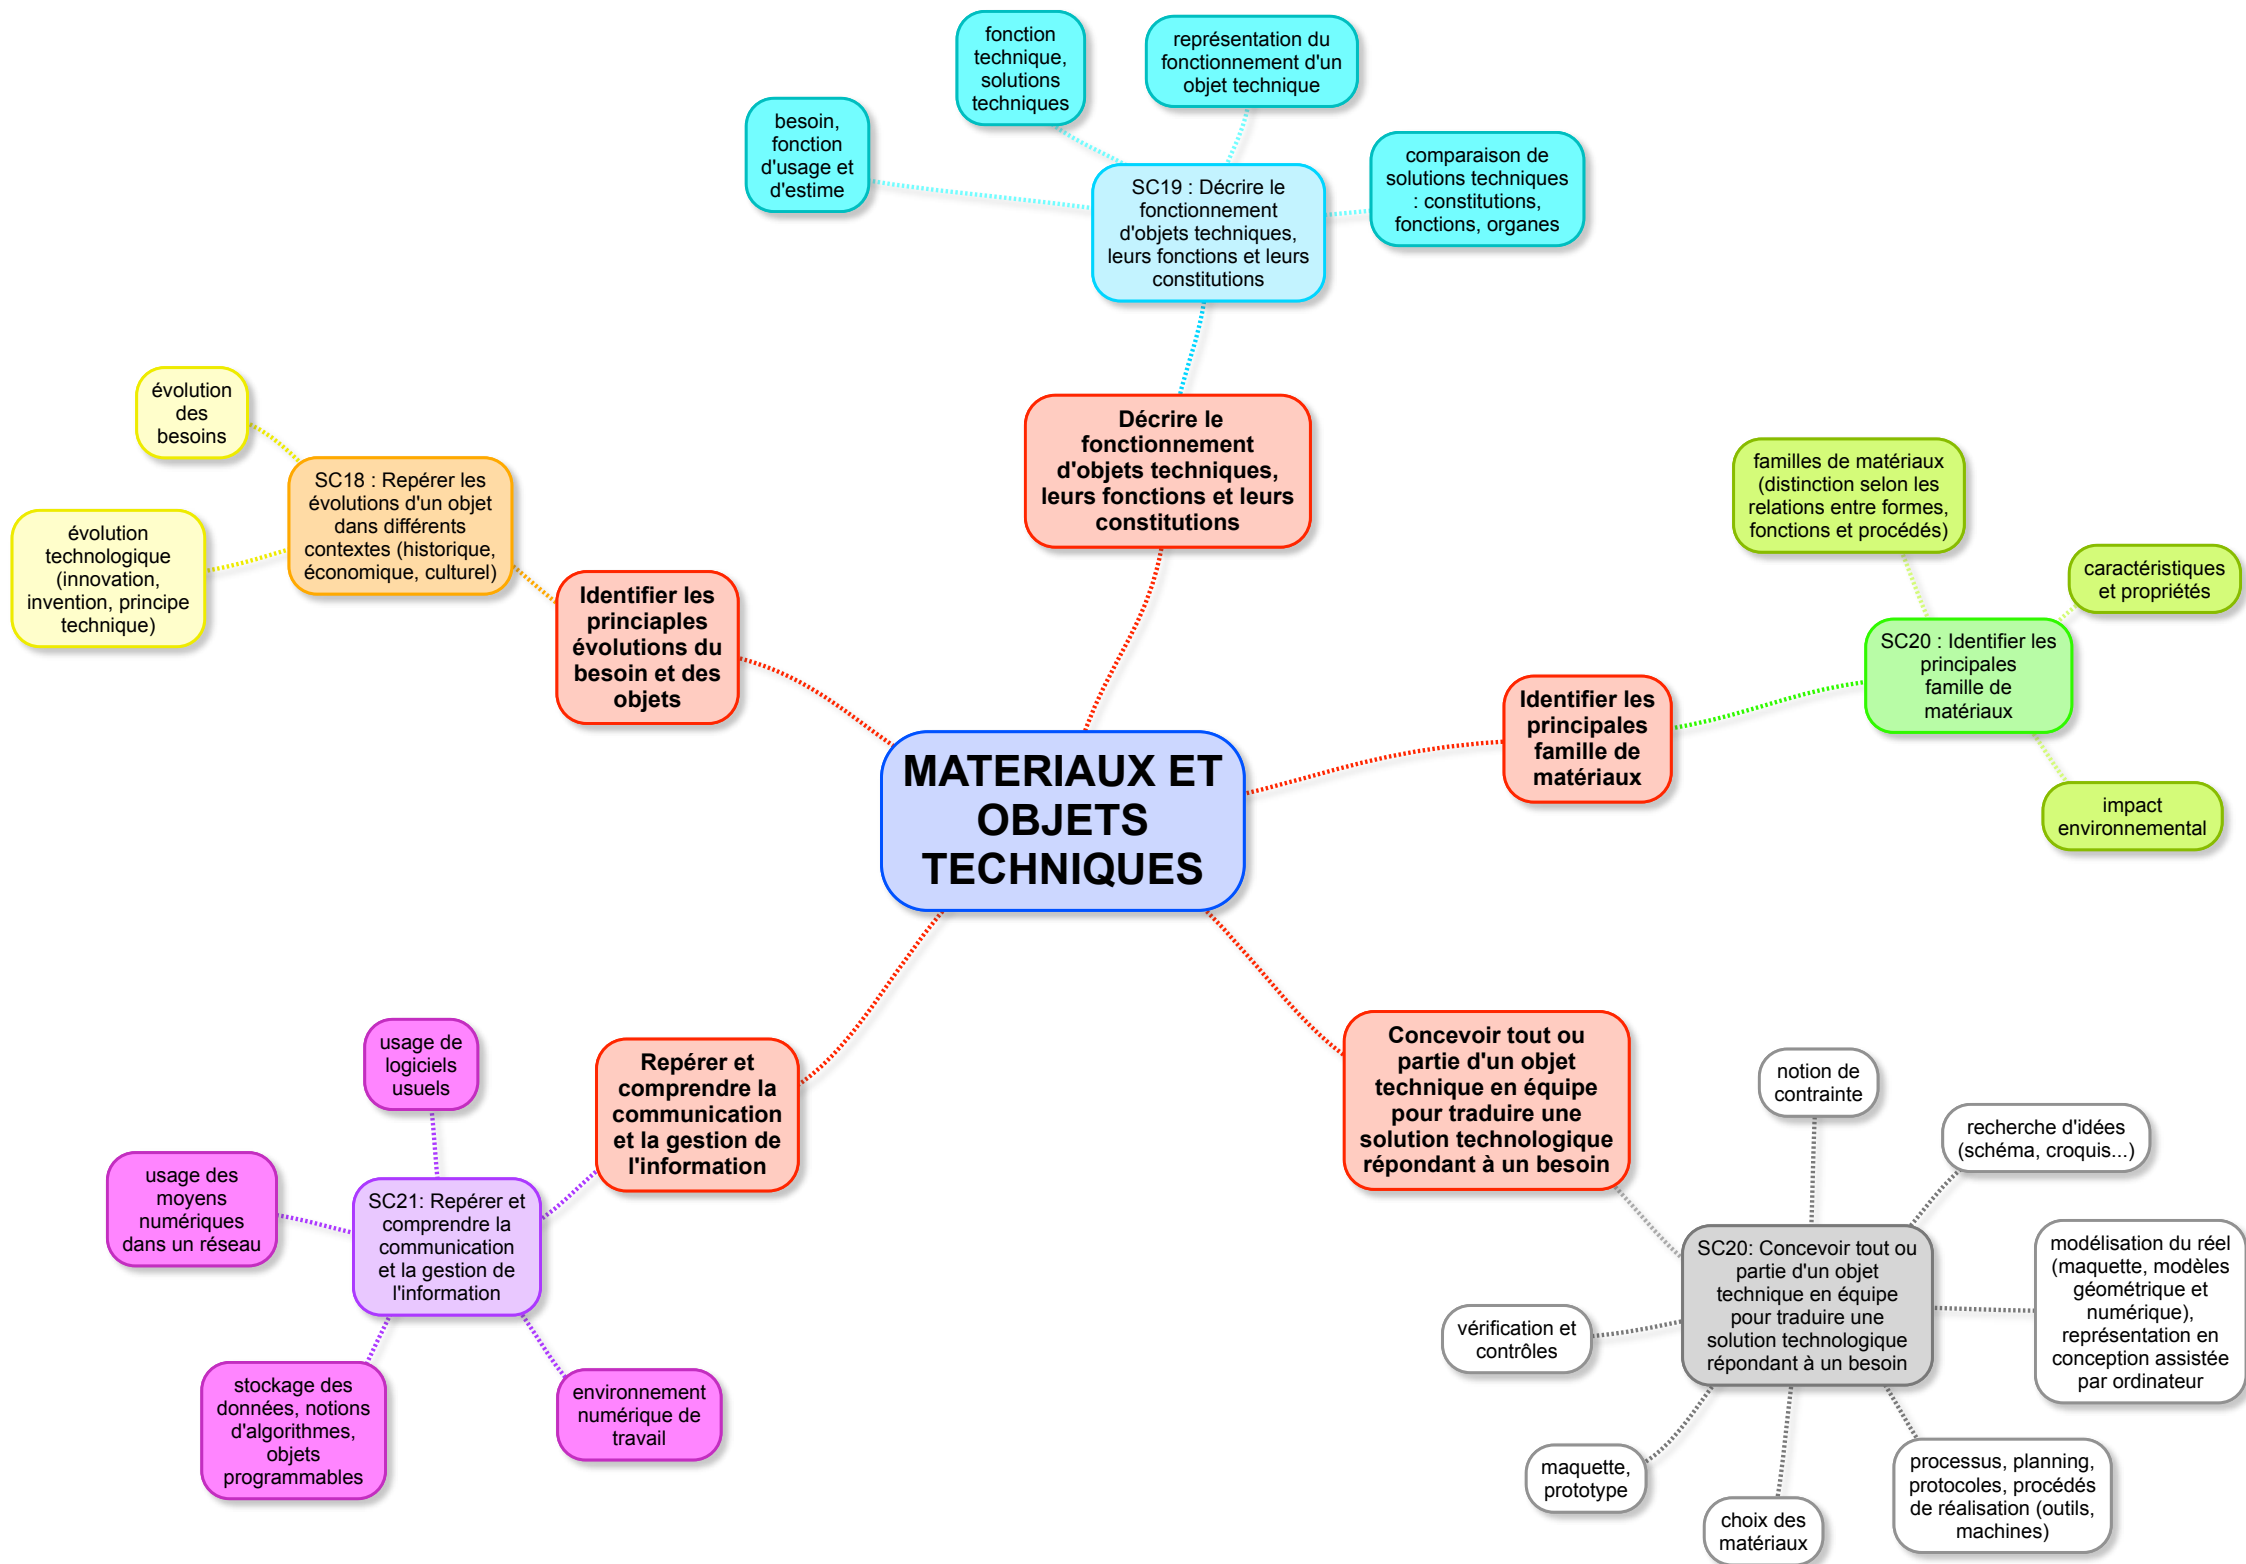 fonction
technique,
solutions
techniques
représentation du
fonctionnement d'un
objet technique
besoin,
fonction
d'usage et
d'estime
comparaison de
solutions techniques
: constitutions,
fonctions, organes
SC19 : Décrire le
fonctionnement
d'objets techniques,
leurs fonctions et leurs
constitutions
Décrire le
fonctionnement
d'objets techniques,
leurs fonctions et leurs
constitutions
évolution
des
besoins
SC18 : Repérer les
évolutions d'un objet
dans différents
contextes (historique,
économique, culturel)
évolution
technologique
(innovation,
invention, principe
technique)
Identifier les
princiaples
évolutions du
besoin et des
objets
familles de matériaux
(distinction selon les
relations entre formes,
fonctions et procédés)
caractéristiques
et propriétés
SC20 : Identifier les
principales
famille de
matériaux
impact
environnemental
Identifier les
principales
famille de
matériaux
MATERIAUX ET
OBJETS
TECHNIQUES
Repérer et
comprendre la
communication
et la gestion de
l'information
usage de
logiciels
usuels
usage des
moyens
numériques
dans un réseau
SC21: Repérer et
comprendre la
communication
et la gestion de
l'information
stockage des
données, notions
d'algorithmes,
objets
programmables
environnement
numérique de
travail
Concevoir tout ou
partie d'un objet
technique en équipe
pour traduire une
solution technologique
répondant à un besoin
notion de
contrainte
recherche d'idées
(schéma, croquis...)
SC20: Concevoir tout ou
partie d'un objet
technique en équipe
pour traduire une
solution technologique
répondant à un besoin
modélisation du réel
(maquette, modèles
géométrique et
numérique),
représentation en
conception assistée
par ordinateur
vérification et
contrôles
maquette,
prototype
choix des
matériaux
processus, planning,
protocoles, procédés
de réalisation (outils,
machines)